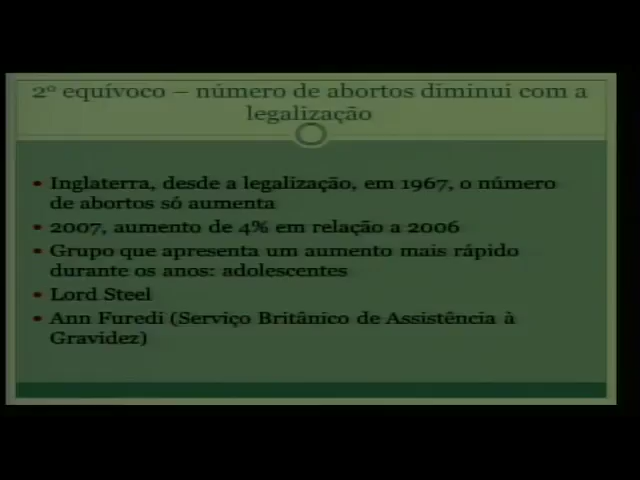 2º equívoco – número de abortos diminui com a
legalização
• Inglaterra, desde a legalização, em 1967, o número
de abortos só aumenta
• 2007, aumento de 4% em relação a 2006
• Grupo que apresenta um aumento mais rápido
durante os anos: adolescentes
• Lord Steel
• Ann Furedi (Serviço Britânico de Assistência à
Gravidez)